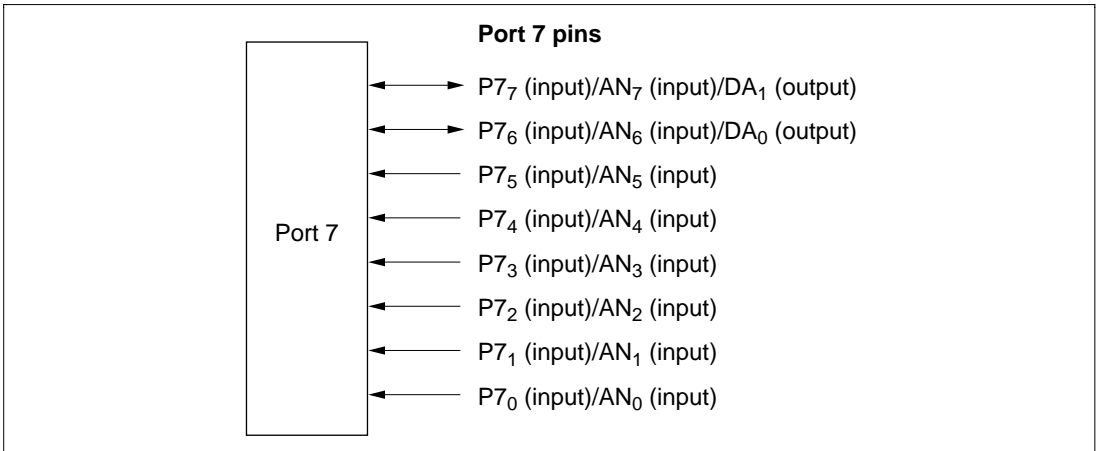 Port 7 pins
P7₇ (input)/AN₇ (input)/DA₁ (output)
P7₆ (input)/AN₆ (input)/DA₀ (output)
P7₅ (input)/AN₅ (input)
P7₄ (input)/AN₄ (input)
Port 7
P7₃ (input)/AN₃ (input)
P7₂ (input)/AN₂ (input)
P7₁ (input)/AN₁ (input)
P7₀ (input)/AN₀ (input)